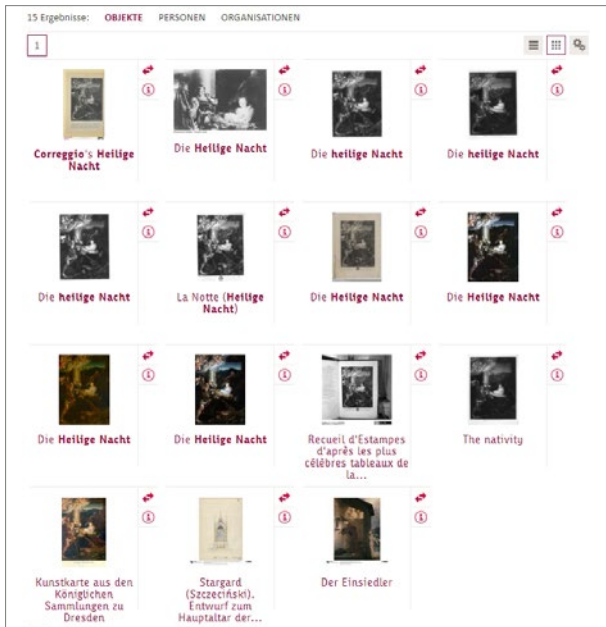 15 Ergebnisse: OBJEKTE PERSONEN ORGANISATIONEN
1
Correggio's Heilige
Nacht
Die Heilige Nacht
Die heilige Nacht
Die heilige Nacht
Die heilige Nacht
La Notte (Heilige
Nacht)
Die Heilige Nacht
Die Heilige Nacht
Die Heilige Nacht
Die Heilige Nacht
Recueil d'Estampes
d'après les plus
célèbres tableaux de
la...
The nativity
Kunstkarte aus den
Königlichen
Sammlungen zu
Dresden
Stargard
(Szczeciński).
Entwurf zum
Hauptaltar der...
Der Einsiedler